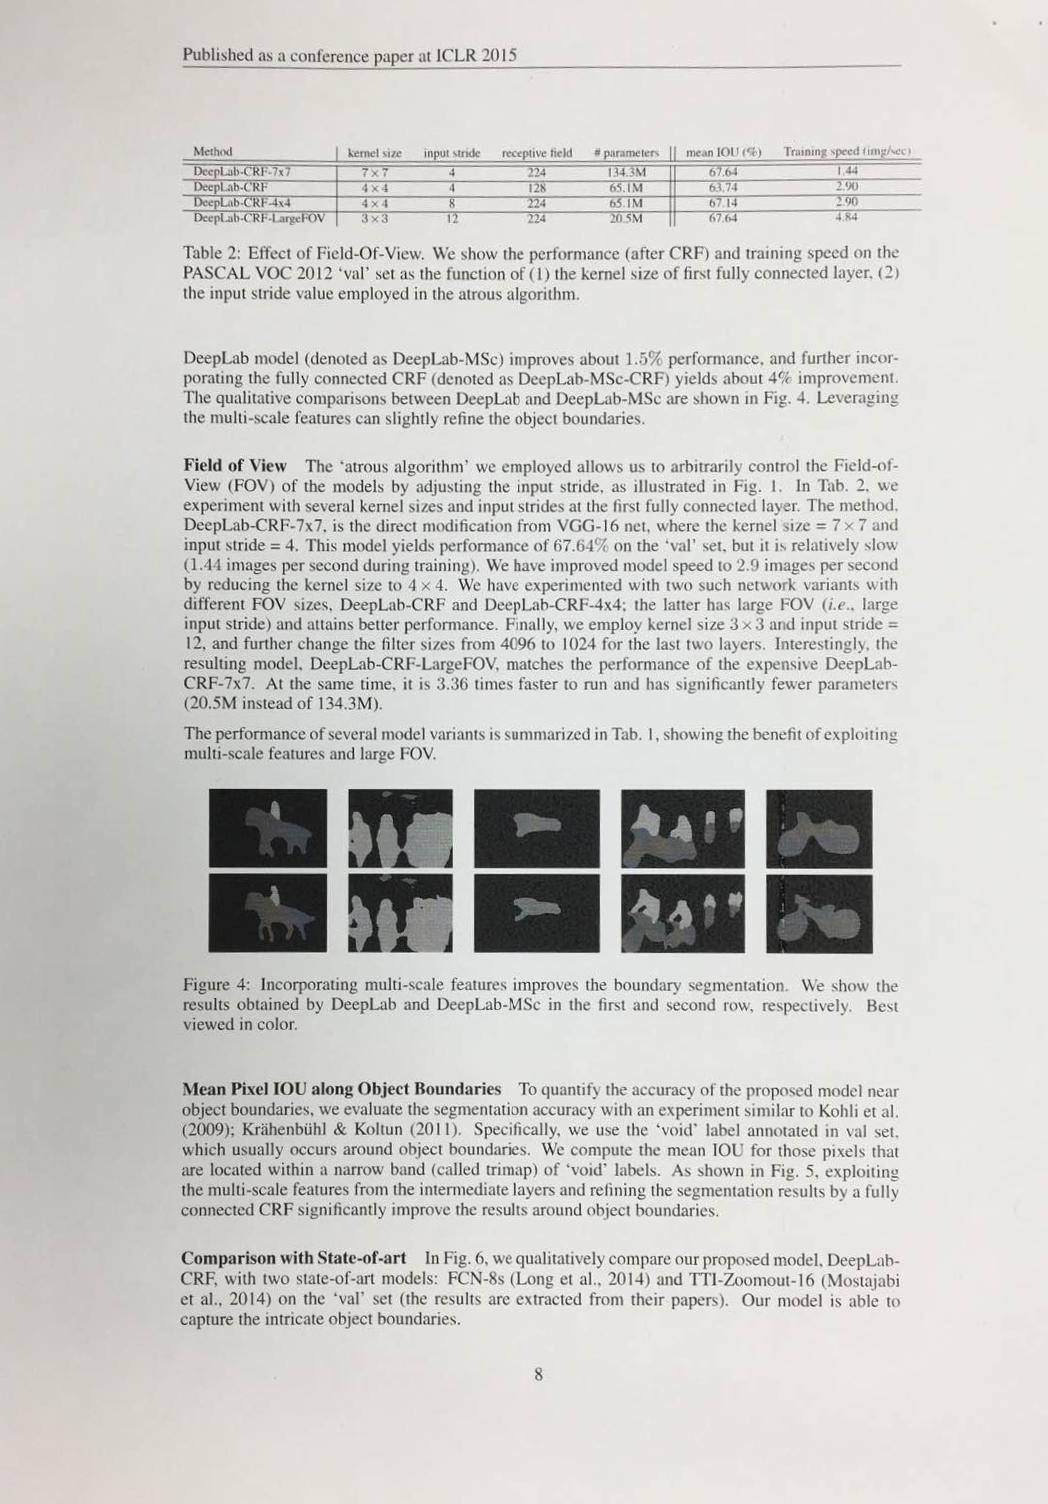 Published as a conference paper at ICLR 2015
Method kernel size input stride receptive field # parameters mean IOU (%) Training speed (img/sec)
DeepLab-CRF-7x7 7 × 7 4 224 134.3M 67.64 1.44
DeepLab-CRF 4 × 4 4 128 65.1M 63.74 2.90
DeepLab-CRF-4x4 4 × 4 8 224 65.1M 67.14 2.90
DeepLab-CRF-LargeFOV 3 × 3 12 224 20.5M 67.64 4.84
Table 2: Effect of Field-Of-View. We show the performance (after CRF) and training speed on the
PASCAL VOC 2012 ‘val’ set as the function of (1) the kernel size of first fully connected layer, (2)
the input stride value employed in the atrous algorithm.
DeepLab model (denoted as DeepLab-MSc) improves about 1.5% performance, and further incor-
porating the fully connected CRF (denoted as DeepLab-MSc-CRF) yields about 4% improvement.
The qualitative comparisons between DeepLab and DeepLab-MSc are shown in Fig. 4. Leveraging
the multi-scale features can slightly refine the object boundaries.
Field of View The ‘atrous algorithm’ we employed allows us to arbitrarily control the Field-of-
View (FOV) of the models by adjusting the input stride, as illustrated in Fig. 1. In Tab. 2, we
experiment with several kernel sizes and input strides at the first fully connected layer. The method,
DeepLab-CRF-7x7, is the direct modification from VGG-16 net, where the kernel size = 7 × 7 and
input stride = 4. This model yields performance of 67.64% on the ‘val’ set, but it is relatively slow
(1.44 images per second during training). We have improved model speed to 2.9 images per second
by reducing the kernel size to 4 × 4. We have experimented with two such network variants with
different FOV sizes, DeepLab-CRF and DeepLab-CRF-4x4; the latter has large FOV (i.e., large
input stride) and attains better performance. Finally, we employ kernel size 3 × 3 and input stride =
12, and further change the filter sizes from 4096 to 1024 for the last two layers. Interestingly, the
resulting model, DeepLab-CRF-LargeFOV, matches the performance of the expensive DeepLab-
CRF-7x7. At the same time, it is 3.36 times faster to run and has significantly fewer parameters
(20.5M instead of 134.3M).
The performance of several model variants is summarized in Tab. 1, showing the benefit of exploiting
multi-scale features and large FOV.
Figure 4: Incorporating multi-scale features improves the boundary segmentation. We show the
results obtained by DeepLab and DeepLab-MSc in the first and second row, respectively. Best
viewed in color.
Mean Pixel IOU along Object Boundaries To quantify the accuracy of the proposed model near
object boundaries, we evaluate the segmentation accuracy with an experiment similar to Kohli et al.
(2009); Krähenbühl & Koltun (2011). Specifically, we use the ‘void’ label annotated in val set,
which usually occurs around object boundaries. We compute the mean IOU for those pixels that
are located within a narrow band (called trimap) of ‘void’ labels. As shown in Fig. 5, exploiting
the multi-scale features from the intermediate layers and refining the segmentation results by a fully
connected CRF significantly improve the results around object boundaries.
Comparison with State-of-art In Fig. 6, we qualitatively compare our proposed model, DeepLab-
CRF, with two state-of-art models: FCN-8s (Long et al., 2014) and TTI-Zoomout-16 (Mostajabi
et al., 2014) on the ‘val’ set (the results are extracted from their papers). Our model is able to
capture the intricate object boundaries.
8